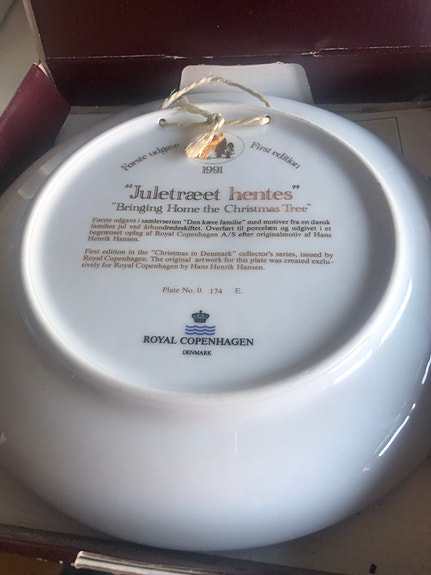 Første udgave First edition
1991
"Juletræet hentes"
"Bringing Home the Christmas Tree"
Første udgave i samlerserien "Den kære familie" med motiver fra en dansk
families jul ved århundredeskiftet. Overført til porcelæn og udgivet i et
begrænset oplag af Royal Copenhagen A/S efter originalmotiv af Hans
Henrik Hansen.
First edition in the "Christmas in Denmark" collector's series, issued by
Royal Copenhagen. The original artwork for this plate was created exclu-
sively for Royal Copenhagen by Hans Henrik Hansen.
Plate No. 0. 174 E.
ROYAL COPENHAGEN
DENMARK